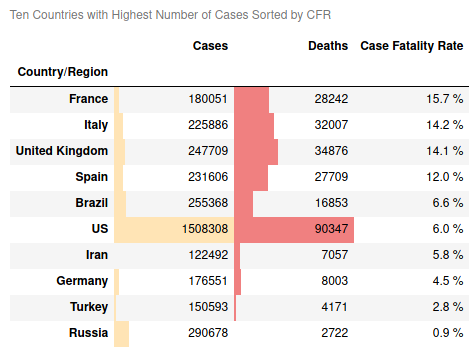 Ten Countries with Highest Number of Cases Sorted by CFR
Cases Deaths Case Fatality Rate
Country/Region
France 180051 28242 15.7 %
Italy 225886 32007 14.2 %
United Kingdom 247709 34876 14.1 %
Spain 231606 27709 12.0 %
Brazil 255368 16853 6.6 %
US 1508308 90347 6.0 %
Iran 122492 7057 5.8 %
Germany 176551 8003 4.5 %
Turkey 150593 4171 2.8 %
Russia 290678 2722 0.9 %